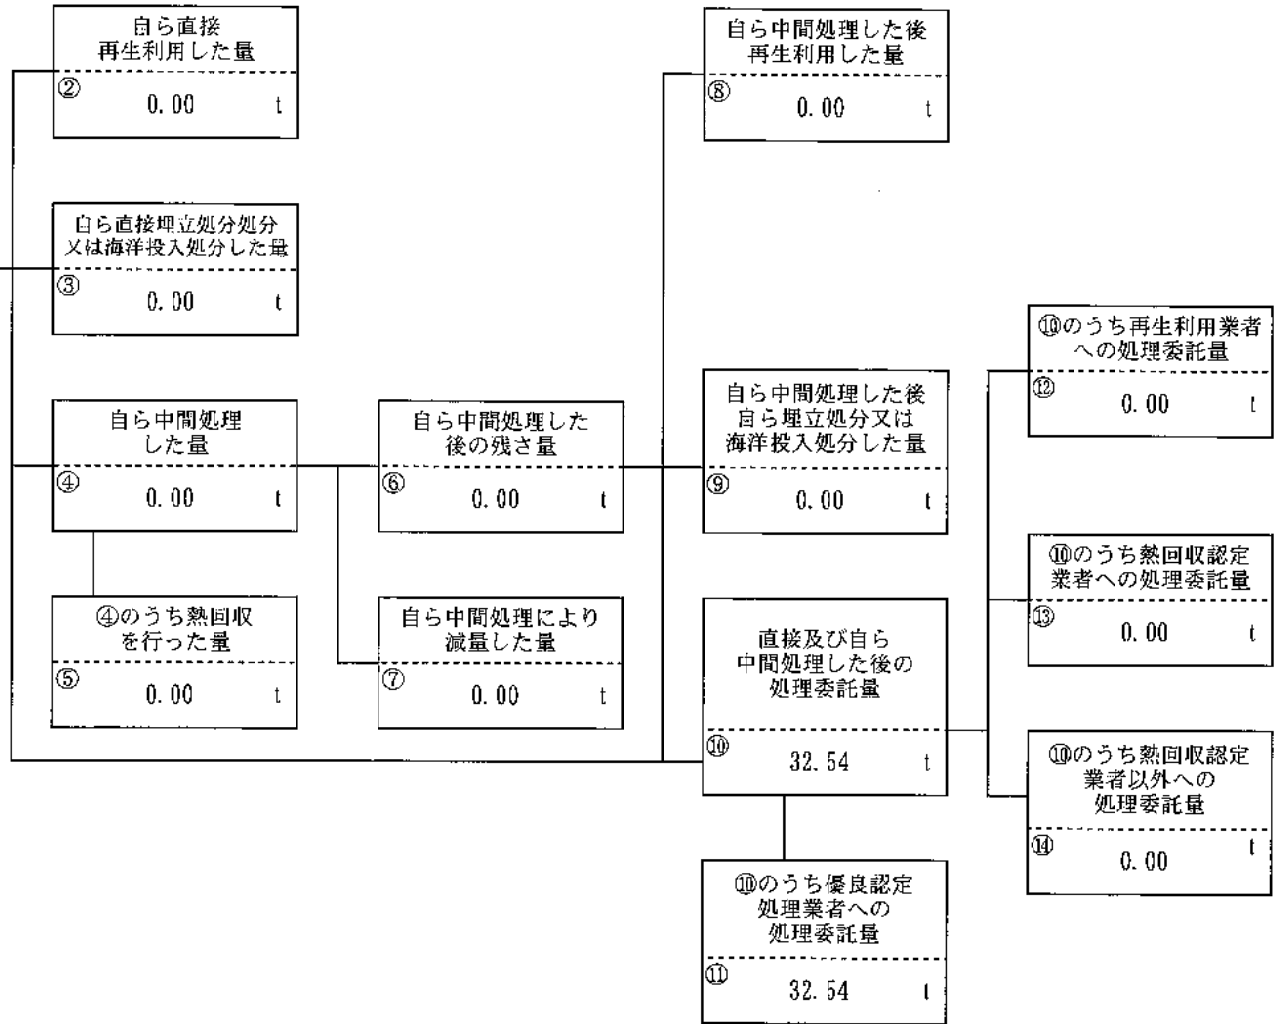 自ら直接
再生利用した量
② 0.00 t
自ら直接埋立処分処分
又は海洋投入処分した量
③ 0.00 t
自ら中間処理
した量
④ 0.00 t
④のうち熱回収
を行った量
⑤ 0.00 t
自ら中間処理した
後の残さ量
⑥ 0.00 t
自ら中間処理により
減量した量
⑦ 0.00 t
自ら中間処理した後
再生利用した量
⑧ 0.00 t
自ら中間処理した後
自ら埋立処分又は
海洋投入処分した量
⑨ 0.00 t
直接及び自ら
中間処理した後の
処理委託量
⑩ 32.54 t
⑩のうち優良認定
処理業者への
処理委託量
⑪ 32.54 t
⑩のうち再生利用業者
への処理委託量
⑫ 0.00 t
⑩のうち熱回収認定
業者への処理委託量
⑬ 0.00 t
⑩のうち熱回収認定
業者以外への
処理委託量
⑭ 0.00 t